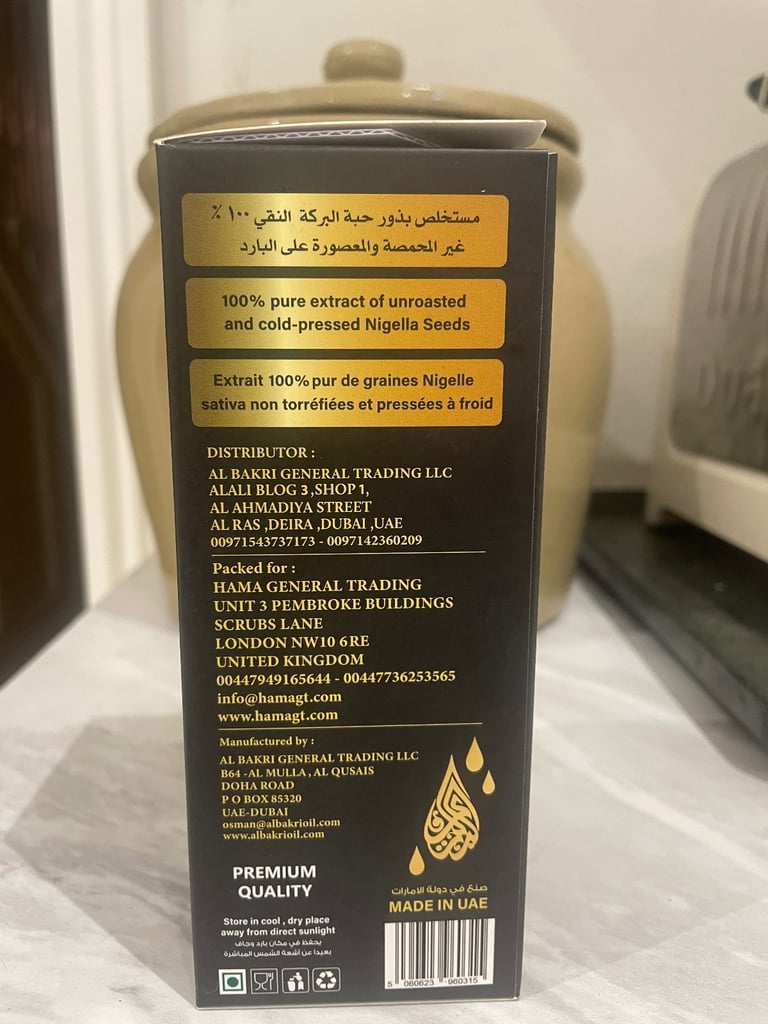 مستخلص بذور حبة البركة النقي ١٠٠٪
غير المحمصة والمعصورة على البارد
100% pure extract of unroasted
and cold-pressed Nigella Seeds
Extrait 100% pur de graines Nigelle
sativa non torréfiées et pressées à froid
DISTRIBUTOR :
AL BAKRI GENERAL TRADING LLC
ALALI BLOG 3 ,SHOP 1,
AL AHMADIYA STREET
AL RAS ,DEIRA ,DUBAI ,UAE
00971543737173 - 0097142360209
Packed for :
HAMA GENERAL TRADING
UNIT 3 PEMBROKE BUILDINGS
SCRUBS LANE
LONDON NW10 6RE
UNITED KINGDOM
00447949165644 - 00447736253565
info@hamagt.com
www.hamagt.com
Manufactured by :
AL BAKRI GENERAL TRADING LLC
B64 -AL MULLA , AL QUSAIS
DOHA ROAD
P O BOX 85320
UAE-DUBAI
osman@albakrioil.com
www.albakrioil.com
PREMIUM
QUALITY
Store in cool , dry place
away from direct sunlight
يحفظ في مكان بارد وجاف
بعيدا عن أشعة الشمس المباشرة
صنع في دولة الامارات
MADE IN UAE
5 060623 960315